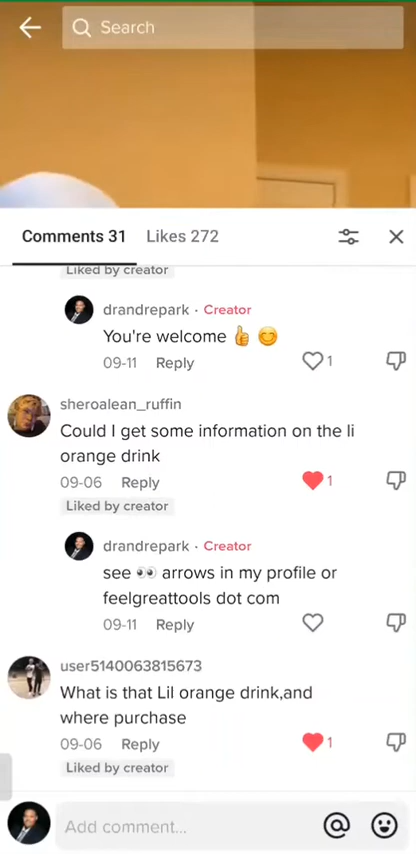 Search
Comments 31 Likes 272
Liked by creator
drandrepark · Creator
You're welcome 👍 😊
09-11 Reply 1
sheroalean_ruffin
Could I get some information on the li
orange drink
09-06 Reply 1
Liked by creator
drandrepark · Creator
see 👀 arrows in my profile or
feelgreattools dot com
09-11 Reply
user5140063815673
What is that Lil orange drink,and
where purchase
09-06 Reply 1
Liked by creator
Add comment...